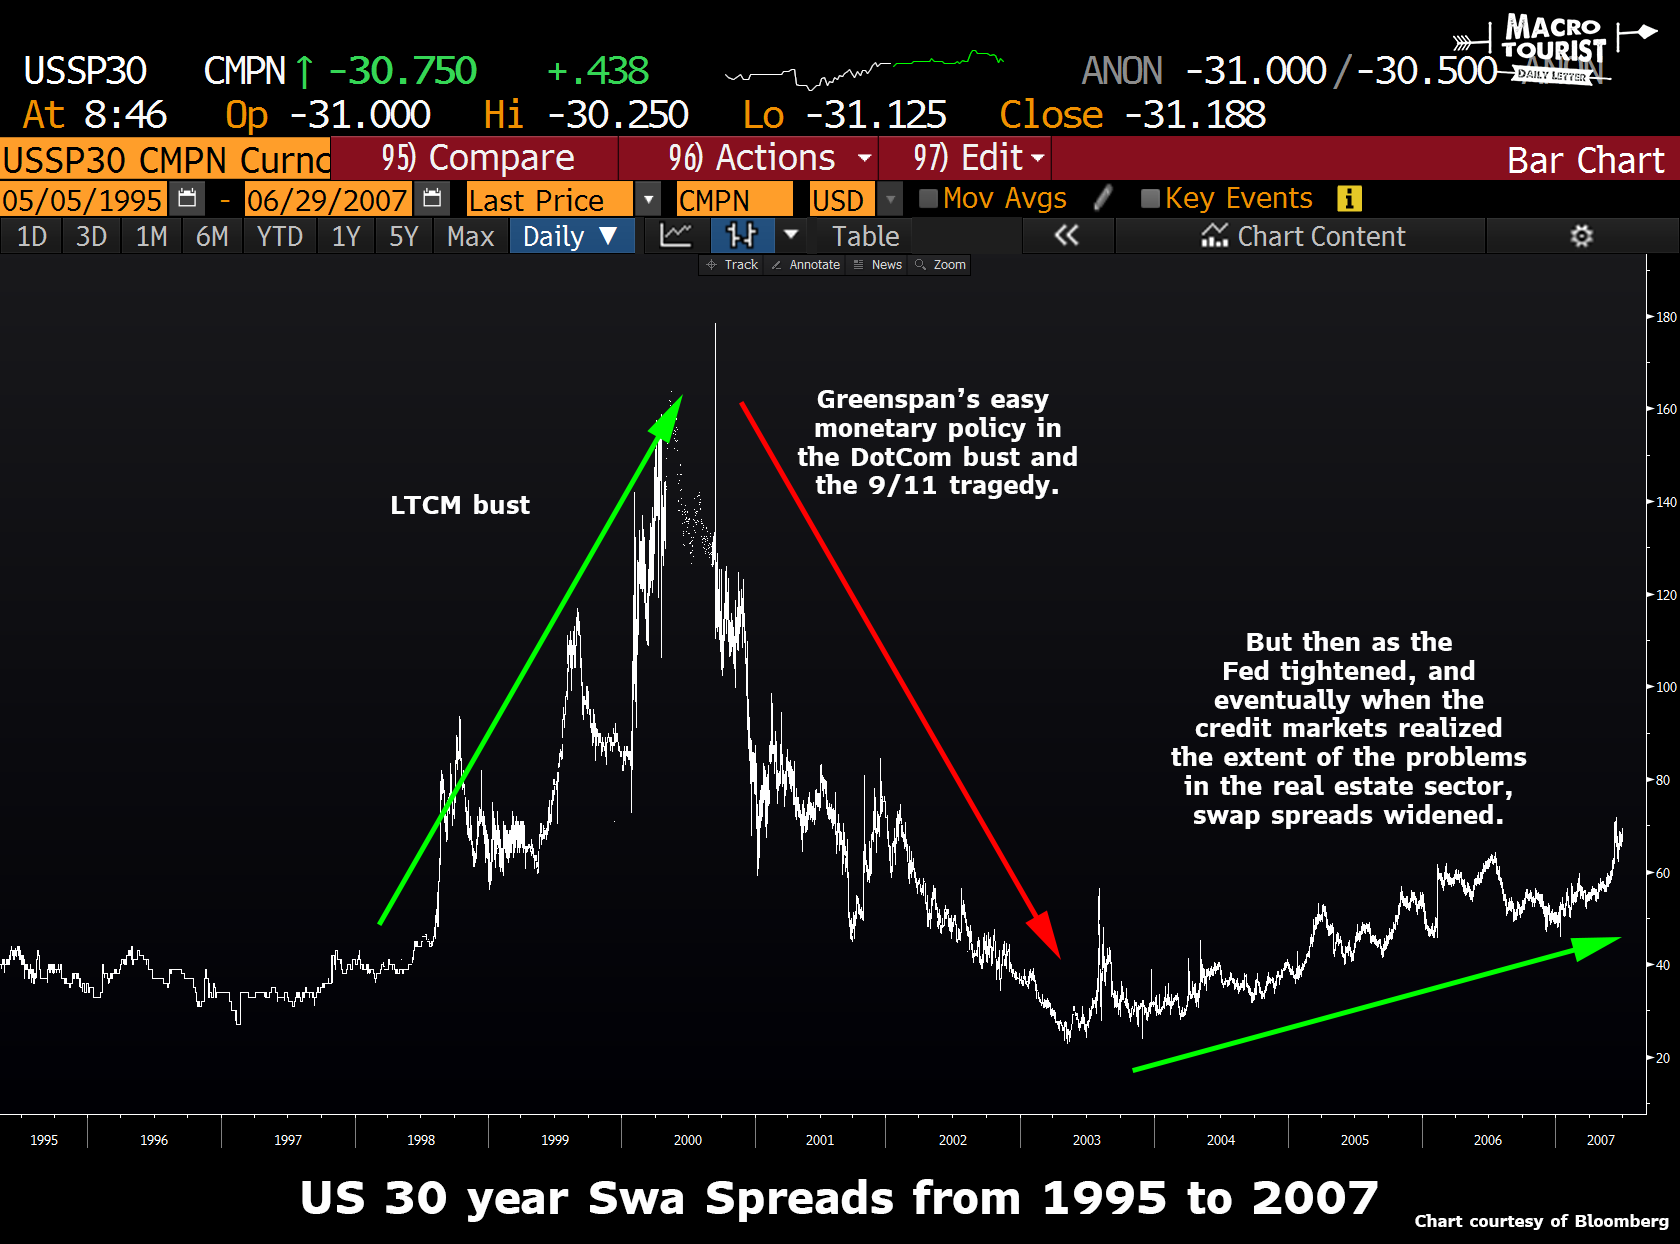 MACRO
TOURIST
DAILY LETTER
USSP30 CMPN ↑ -30.750 +.438 ANON -31.000 / -30.500 ANON
At 8:46 Op -31.000 Hi -30.250 Lo -31.125 Close -31.188
USSP30 CMPN Curnc 95) Compare 96) Actions 97) Edit Bar Chart
05/05/1995 - 06/29/2007 Last Price CMPN USD Mov Avgs Key Events i
1D 3D 1M 6M YTD 1Y 5Y Max Daily ▼ Table « Chart Content
Track Annotate News Zoom
180
Greenspan's easy
monetary policy in
the DotCom bust and
the 9/11 tragedy.
160
LTCM bust
140
120
But then as the
Fed tightened, and
eventually when the
credit markets realized
the extent of the problems
in the real estate sector,
swap spreads widened.
100
80
60
40
20
1995 1996 1997 1998 1999 2000 2001 2002 2003 2004 2005 2006 2007
US 30 year Swa Spreads from 1995 to 2007
Chart courtesy of Bloomberg